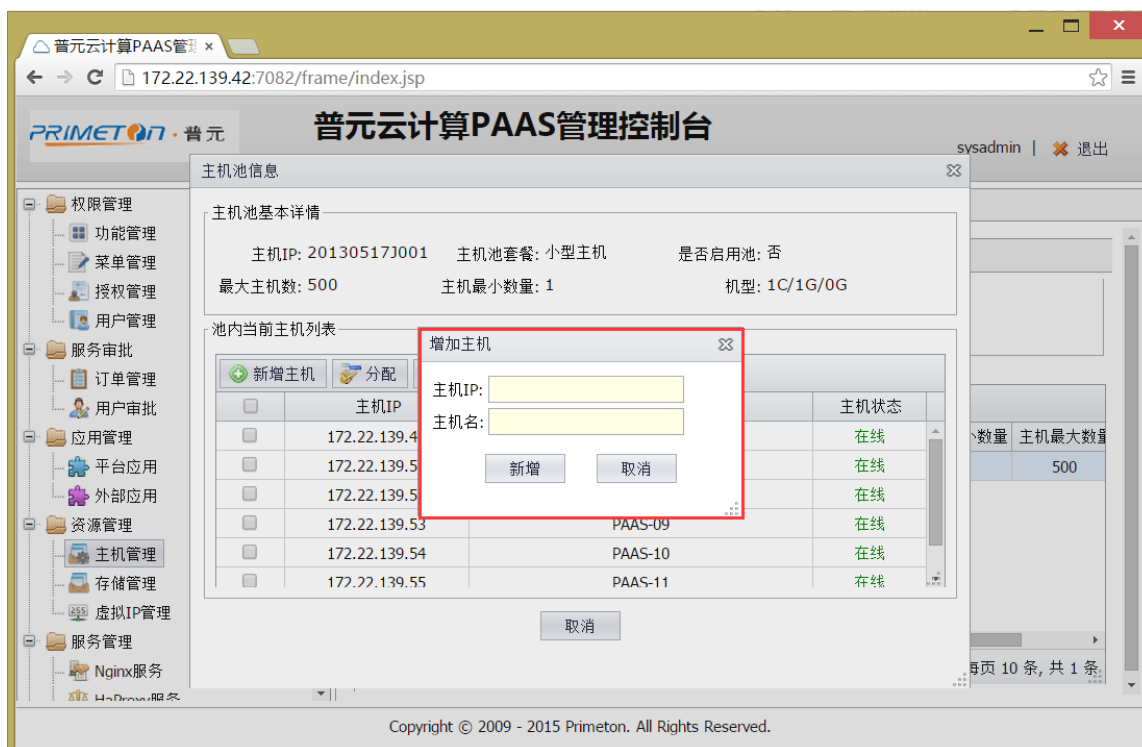 普元云计算PAAS管
172.22.139.42:7082/frame/index.jsp
PRIMETON·普元
普元云计算PAAS管理控制台
sysadmin | 退出
主机池信息
权限管理
功能管理
菜单管理
授权管理
用户管理
服务审批
订单管理
用户审批
应用管理
平台应用
外部应用
资源管理
主机管理
存储管理
虚拟IP管理
服务管理
Nginx服务
HaProxy服务
主机池基本详情
主机IP: 20130517J001 主机池套餐: 小型主机 是否启用池: 否
最大主机数: 500 主机最小数量: 1 机型: 1C/1G/0G
池内当前主机列表
新增主机 分配
主机IP 主机状态
172.22.139.4 在线
172.22.139.5 在线
172.22.139.5 在线
172.22.139.53 PAAS-09 在线
172.22.139.54 PAAS-10 在线
172.22.139.55 PAAS-11 在线
增加主机
主机IP:
主机名:
新增 取消
取消
数量 主机最大数量
500
每页 10 条, 共 1 条
Copyright © 2009 - 2015 Primeton. All Rights Reserved.